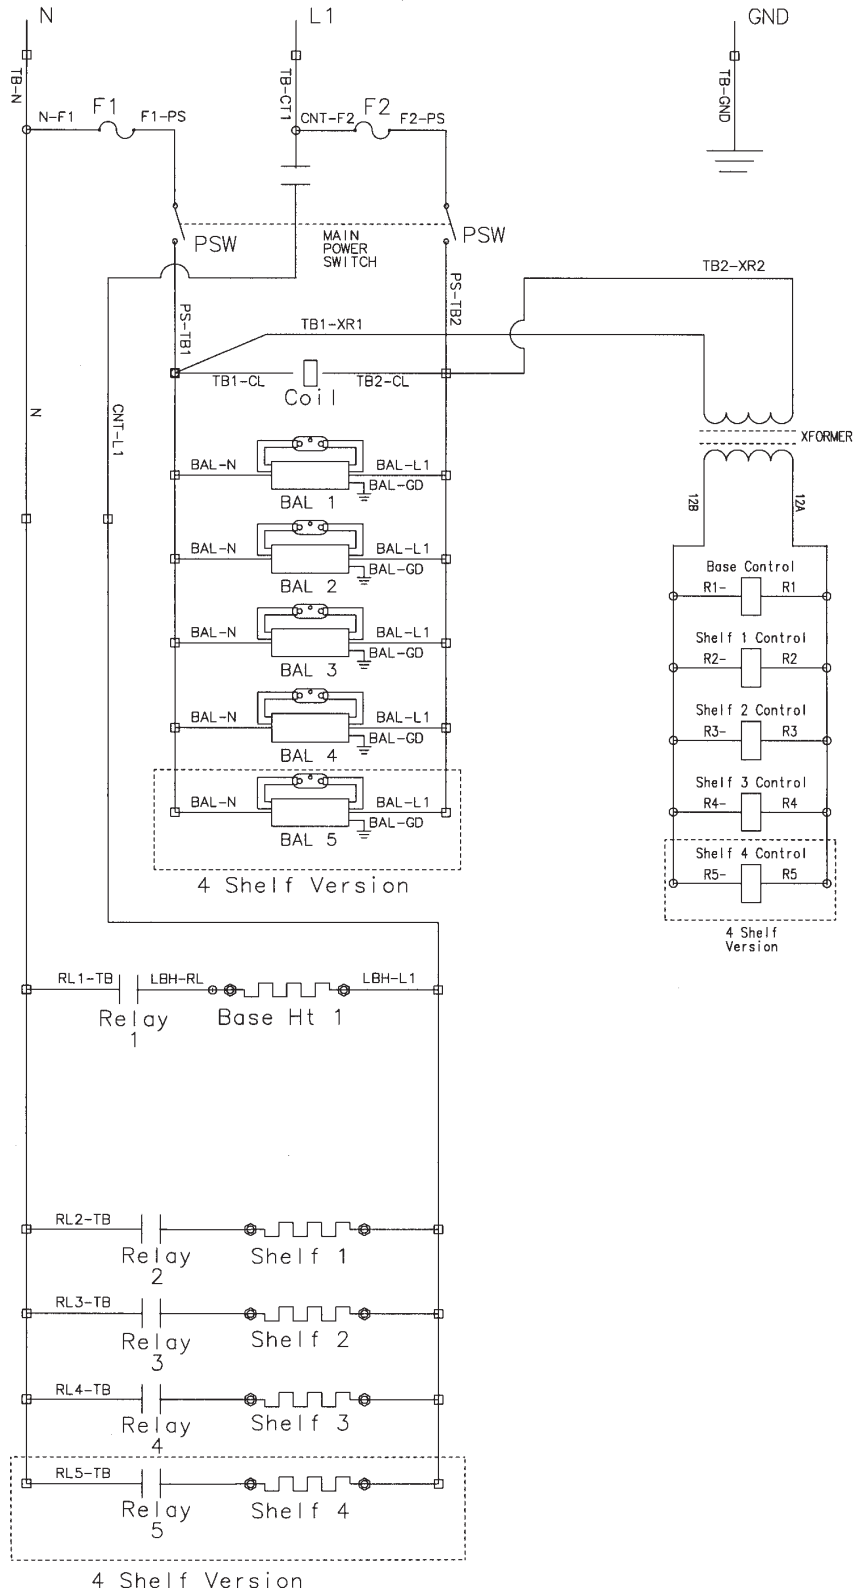 N
L1
GND
TB-N
TB-CT1
TB-GND
N-F1
F1
F1-PS
CNT-F2
F2
F2-PS
PSW
MAIN
POWER
SWITCH
PSW
PS-TB1
PS-TB2
TB2-XR2
TB1-XR1
TB1-CL
Coil
TB2-CL
N
CNT-L1
XFORMER
12B
12A
BAL-N
BAL-L1
BAL-GD
BAL 1
BAL-N
BAL-L1
BAL-GD
BAL 2
BAL-N
BAL-L1
BAL-GD
BAL 3
BAL-N
BAL-L1
BAL-GD
BAL 4
BAL-N
BAL-L1
BAL-GD
BAL 5
4 Shelf Version
Base Control
R1- R1
Shelf 1 Control
R2- R2
Shelf 2 Control
R3- R3
Shelf 3 Control
R4- R4
Shelf 4 Control
R5- R5
4 Shelf
Version
RL1-TB
LBH-RL
LBH-L1
Relay
1
Base Ht 1
RL2-TB
Relay
2
Shelf 1
RL3-TB
Relay
3
Shelf 2
RL4-TB
Relay
4
Shelf 3
RL5-TB
Relay
5
Shelf 4
4 Shelf Version